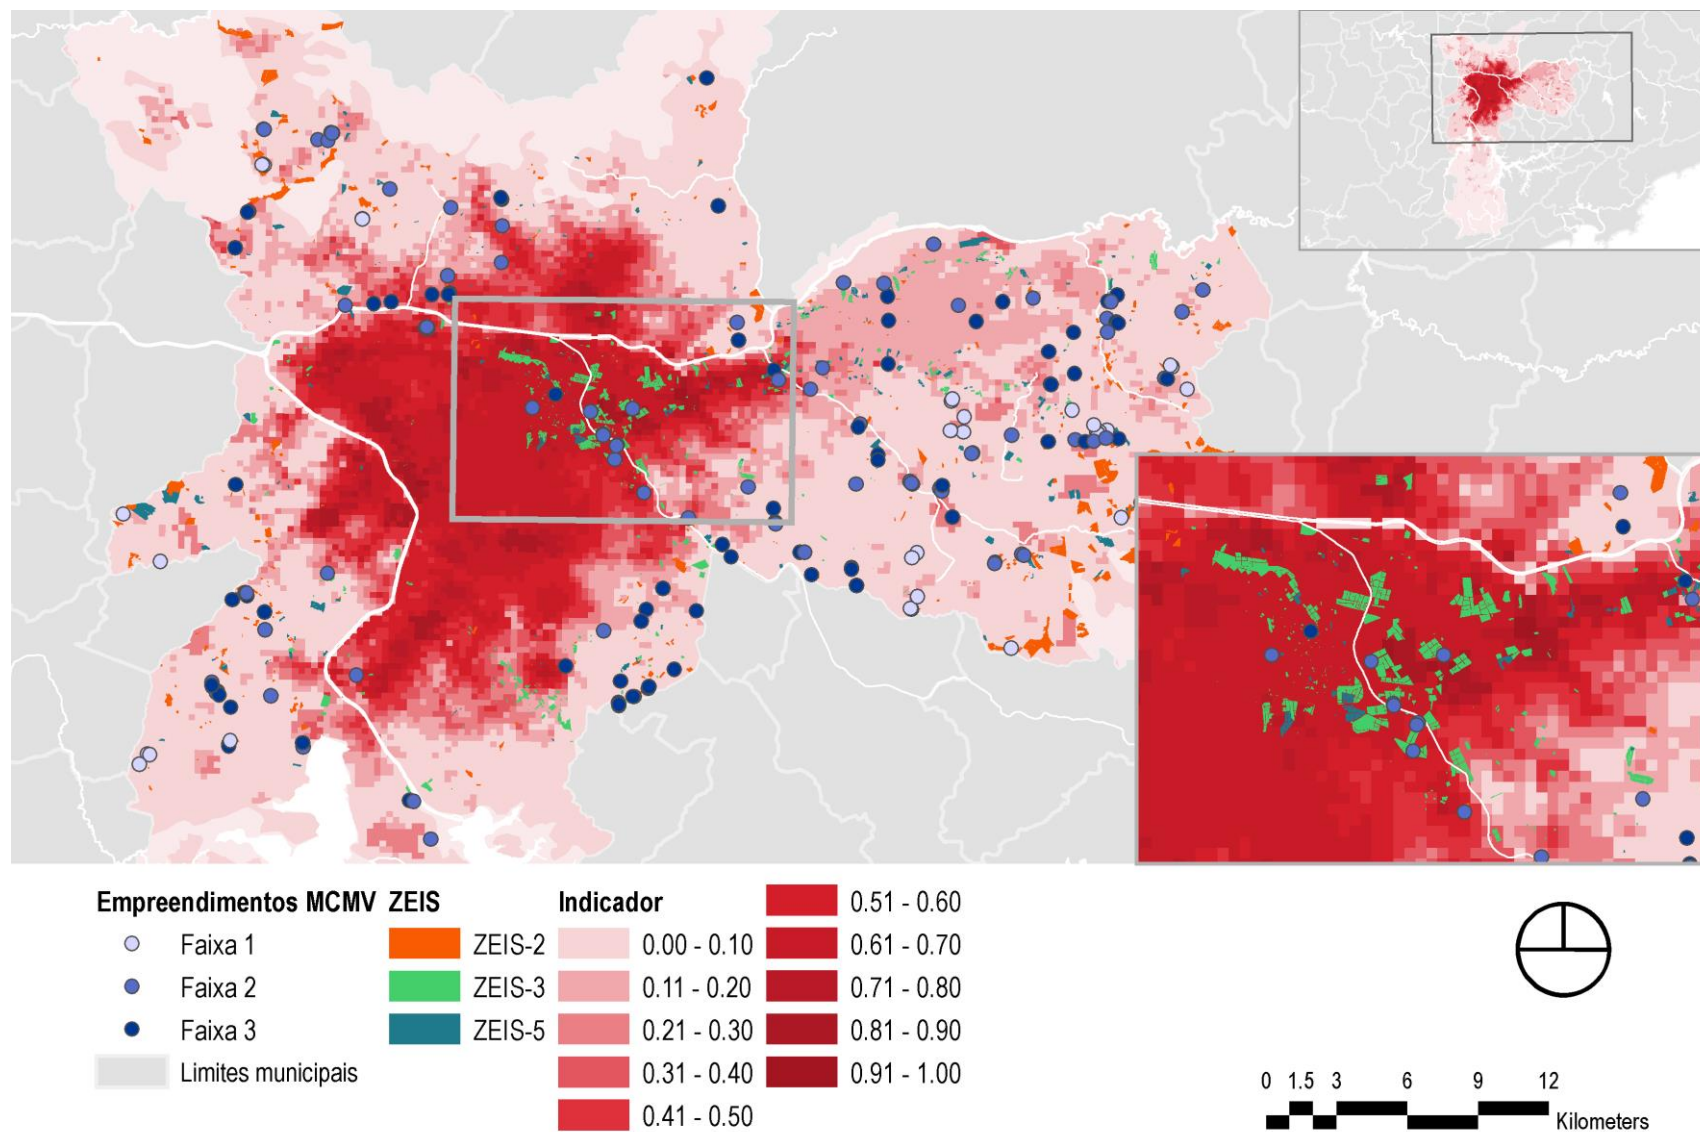 Empreendimentos MCMV
Faixa 1
Faixa 2
Faixa 3
Limites municipais
ZEIS
ZEIS-2
ZEIS-3
ZEIS-5
Indicador
0.00 - 0.10
0.11 - 0.20
0.21 - 0.30
0.31 - 0.40
0.41 - 0.50
0.51 - 0.60
0.61 - 0.70
0.71 - 0.80
0.81 - 0.90
0.91 - 1.00
0 1.5 3 6 9 12
Kilometers